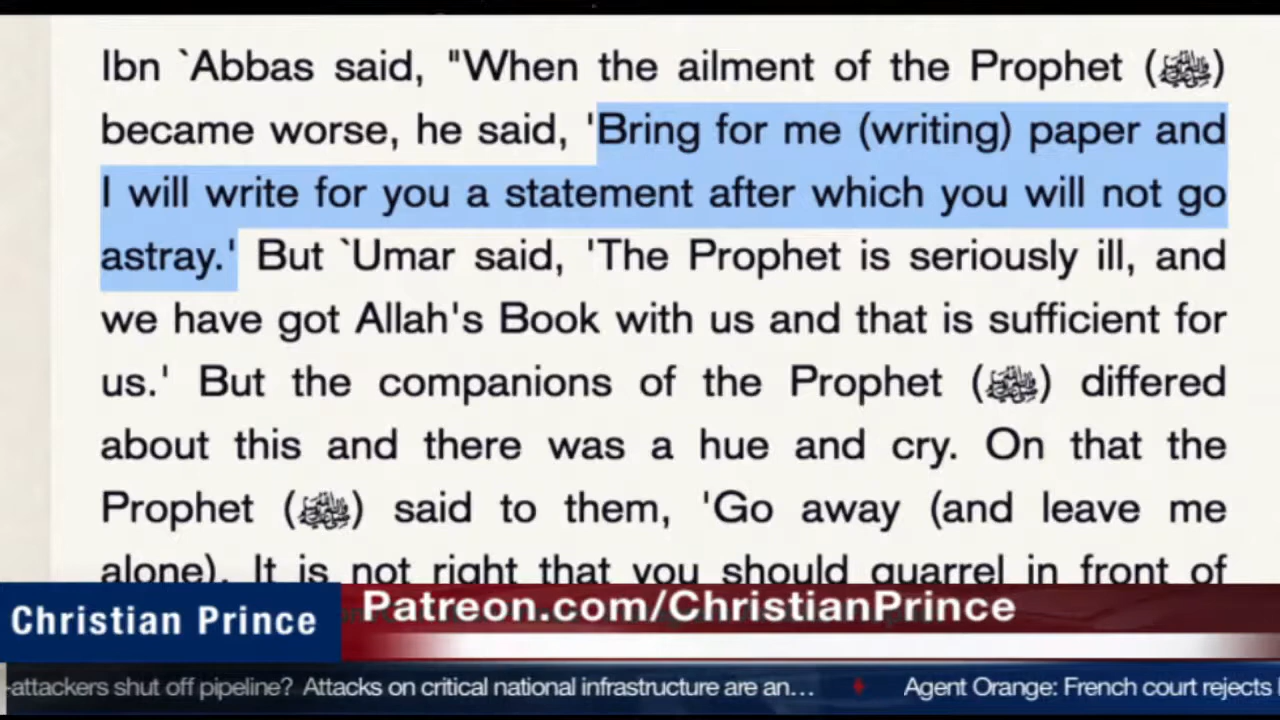 Ibn `Abbas said, "When the ailment of the Prophet (ﷺ)
became worse, he said, 'Bring for me (writing) paper and
I will write for you a statement after which you will not go
astray.' But `Umar said, 'The Prophet is seriously ill, and
we have got Allah's Book with us and that is sufficient for
us.' But the companions of the Prophet (ﷺ) differed
about this and there was a hue and cry. On that the
Prophet (ﷺ) said to them, 'Go away (and leave me
alone). It is not right that you should quarrel in front of
Christian Prince
Patreon.com/ChristianPrince
-attackers shut off pipeline? Attacks on critical national infrastructure are an... Agent Orange: French court rejects